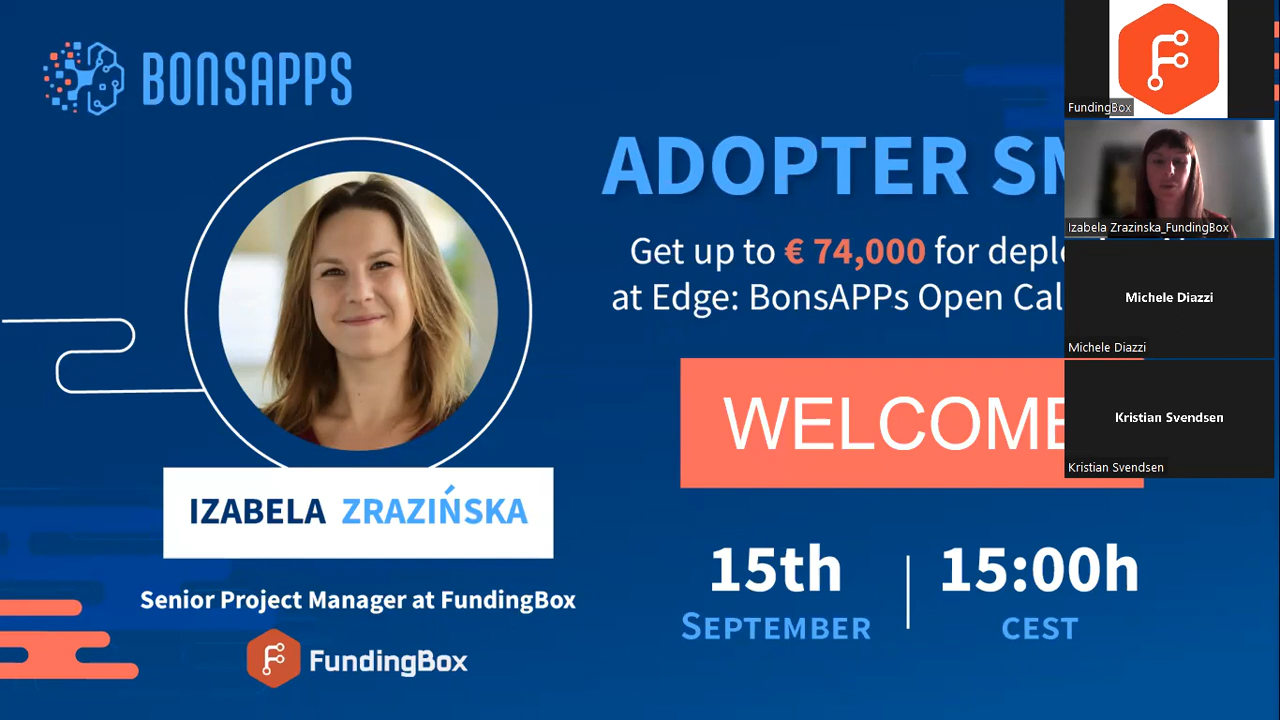 BONSAPPS
ADOPTER SM
Get up to € 74,000 for deplo
at Edge: BonsAPPs Open Cal
WELCOME
IZABELA ZRAZIŃSKA
Senior Project Manager at FundingBox
FundingBox
15th
SEPTEMBER
15:00h
CEST
FundingBox
Izabela Zrazinska_FundingBox
Michele Diazzi
Michele Diazzi
Kristian Svendsen
Kristian Svendsen